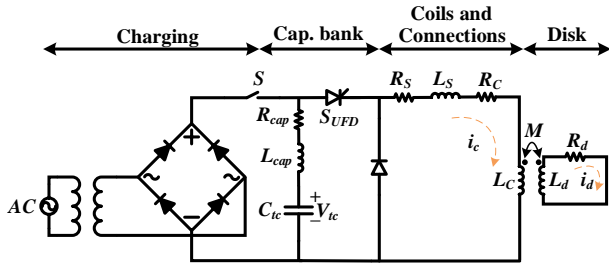 Charging
Cap. bank
Coils and
Connections
Disk
AC
+
~
~
−
S
R_cap
L_cap
C_tc
+
V_tc
−
S_UFD
R_S
L_S
R_C
i_c
M
L_C
L_d
R_d
i_d